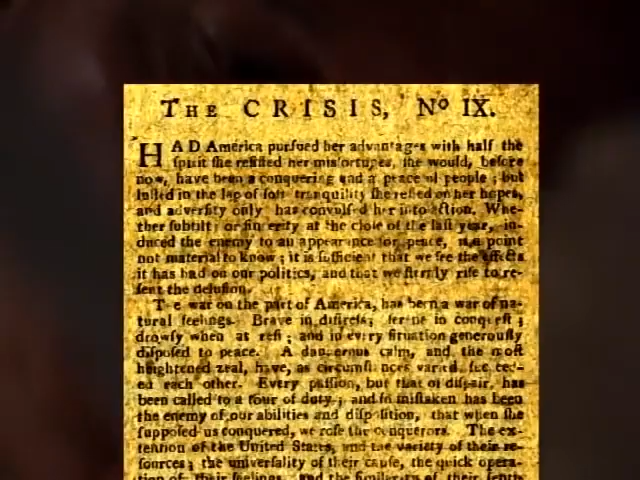 THE CRISIS, No IX.
HAD America purſued her advantages with half the
ſpirit ſhe reſiſted her misfortunes, ſhe would, before
now, have been a conquering and a peaceful people ; but
lulled in the lap of ſoft tranquility ſhe reſted on her hopes,
and adverſity only has convulſed her into action. Whe-
ther ſubtilty or ſincerity at the cloſe of the laſt year, in-
duced the enemy to an appearance for peace, is a point
not material to know ; it is ſufficient that we ſee the effects
it has had on our politics, and that we ſternly riſe to re-
ſent the deluſion.
The war on the part of America, has been a war of na-
tural feelings. Brave in diſtreſs ; ſerene in conqueſt ;
drowſy when at reſt ; and in every ſituation generouſly
diſpoſed to peace. A dangerous calm, and the moſt
heightened zeal, have, as circumſtances varied, ſucceed-
ed each other. Every paſſion, but that of diſpair, has
been called to a tour of duty ; and ſo miſtaken has been
the enemy of our abilities and diſpoſition, that when ſhe
ſuppoſed us conquered, we roſe the conquerors. The ex-
tenſion of the United States, and the variety of their re-
ſources ; the univerſality of their cauſe, the quick opera-
tion of their feelings, and the ſimilarity of their